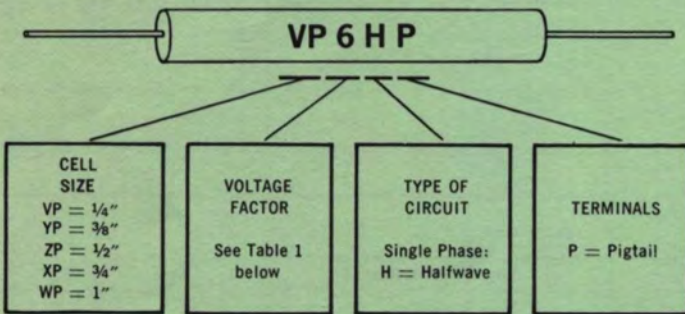 VP 6 H P
CELL
SIZE
VP = 1/4"
YP = 3/8"
ZP = 1/2"
XP = 3/4"
WP = 1"
VOLTAGE
FACTOR
See Table 1
below
TYPE OF
CIRCUIT
Single Phase:
H = Halfwave
TERMINALS
P = Pigtail